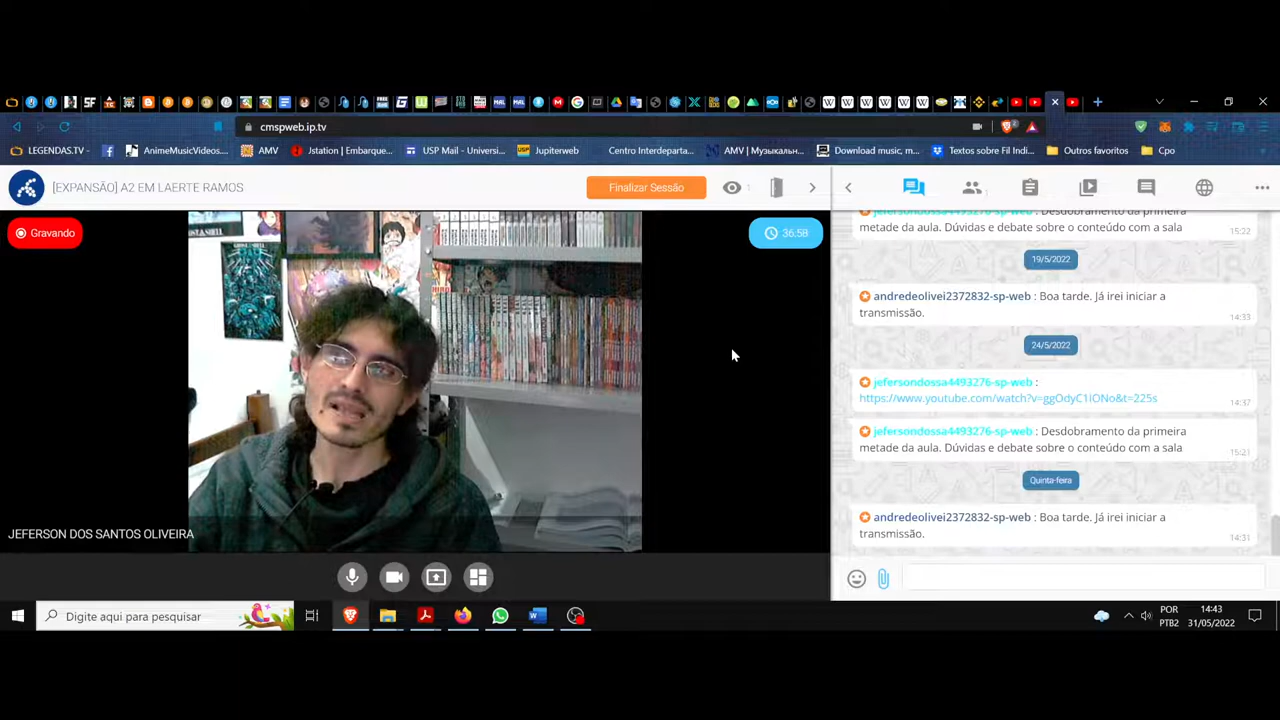 cmspweb.ip.tv
2
LEGENDAS.TV
AnimeMusicVideos...
AMV
Jstation | Embarque...
USP Mail - Universi...
Jupiterweb
Centro Interdeparta...
AMV | Музыкальн...
Download music, m...
Textos sobre Fil Indi...
Outros favoritos
Cpo
[EXPANSÃO] A2 EM LAERTE RAMOS
Finalizar Sessão
1
1
Gravando
36:58
JEFERSON DOS SANTOS OLIVEIRA
jefersondossa4493276-sp-web : Desdobramento da primeira
metade da aula. Dúvidas e debate sobre o conteúdo com a sala
15:22
19/5/2022
andredeolivei2372832-sp-web : Boa tarde. Já irei iniciar a
transmissão.
14:33
24/5/2022
jefersondossa4493276-sp-web :
https://www.youtube.com/watch?v=ggOdyC1IONo&t=225s
14:37
jefersondossa4493276-sp-web : Desdobramento da primeira
metade da aula. Dúvidas e debate sobre o conteúdo com a sala
15:21
Quinta-feira
andredeolivei2372832-sp-web : Boa tarde. Já irei iniciar a
transmissão.
14:31
Digite aqui para pesquisar
POR
PTB2
14:43
31/05/2022